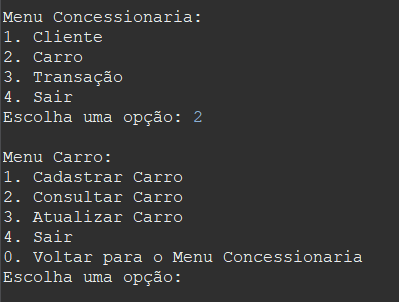 Menu Concessionaria:
1. Cliente
2. Carro
3. Transação
4. Sair
Escolha uma opção: 2
Menu Carro:
1. Cadastrar Carro
2. Consultar Carro
3. Atualizar Carro
4. Sair
0. Voltar para o Menu Concessionaria
Escolha uma opção: